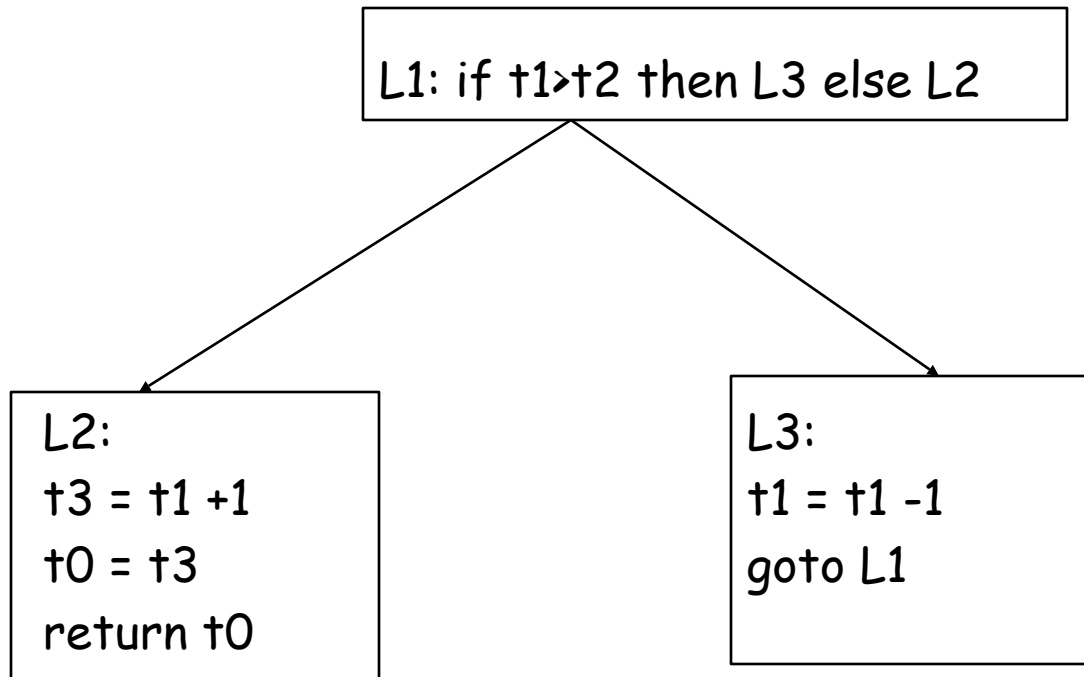 L1: if t1>t2 then L3 else L2
L2:
t3 = t1 +1
t0 = t3
return t0
L3:
t1 = t1 -1
goto L1